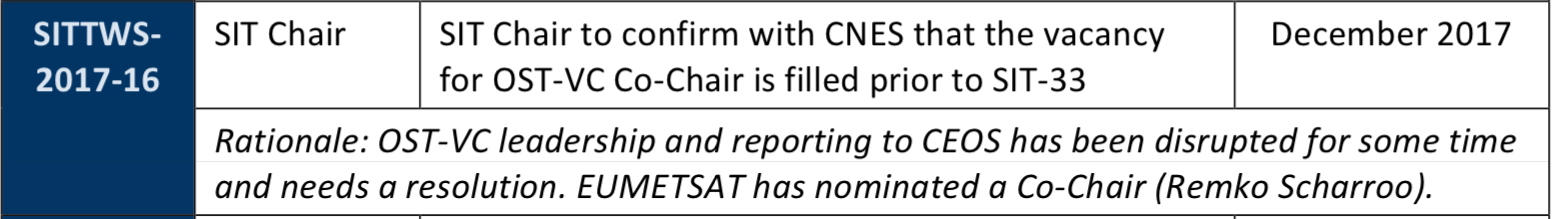 SITTWS-
2017-16
SIT Chair
SIT Chair to confirm with CNES that the vacancy
for OST-VC Co-Chair is filled prior to SIT-33
December 2017
Rationale: OST-VC leadership and reporting to CEOS has been disrupted for some time
and needs a resolution. EUMETSAT has nominated a Co-Chair (Remko Scharroo).